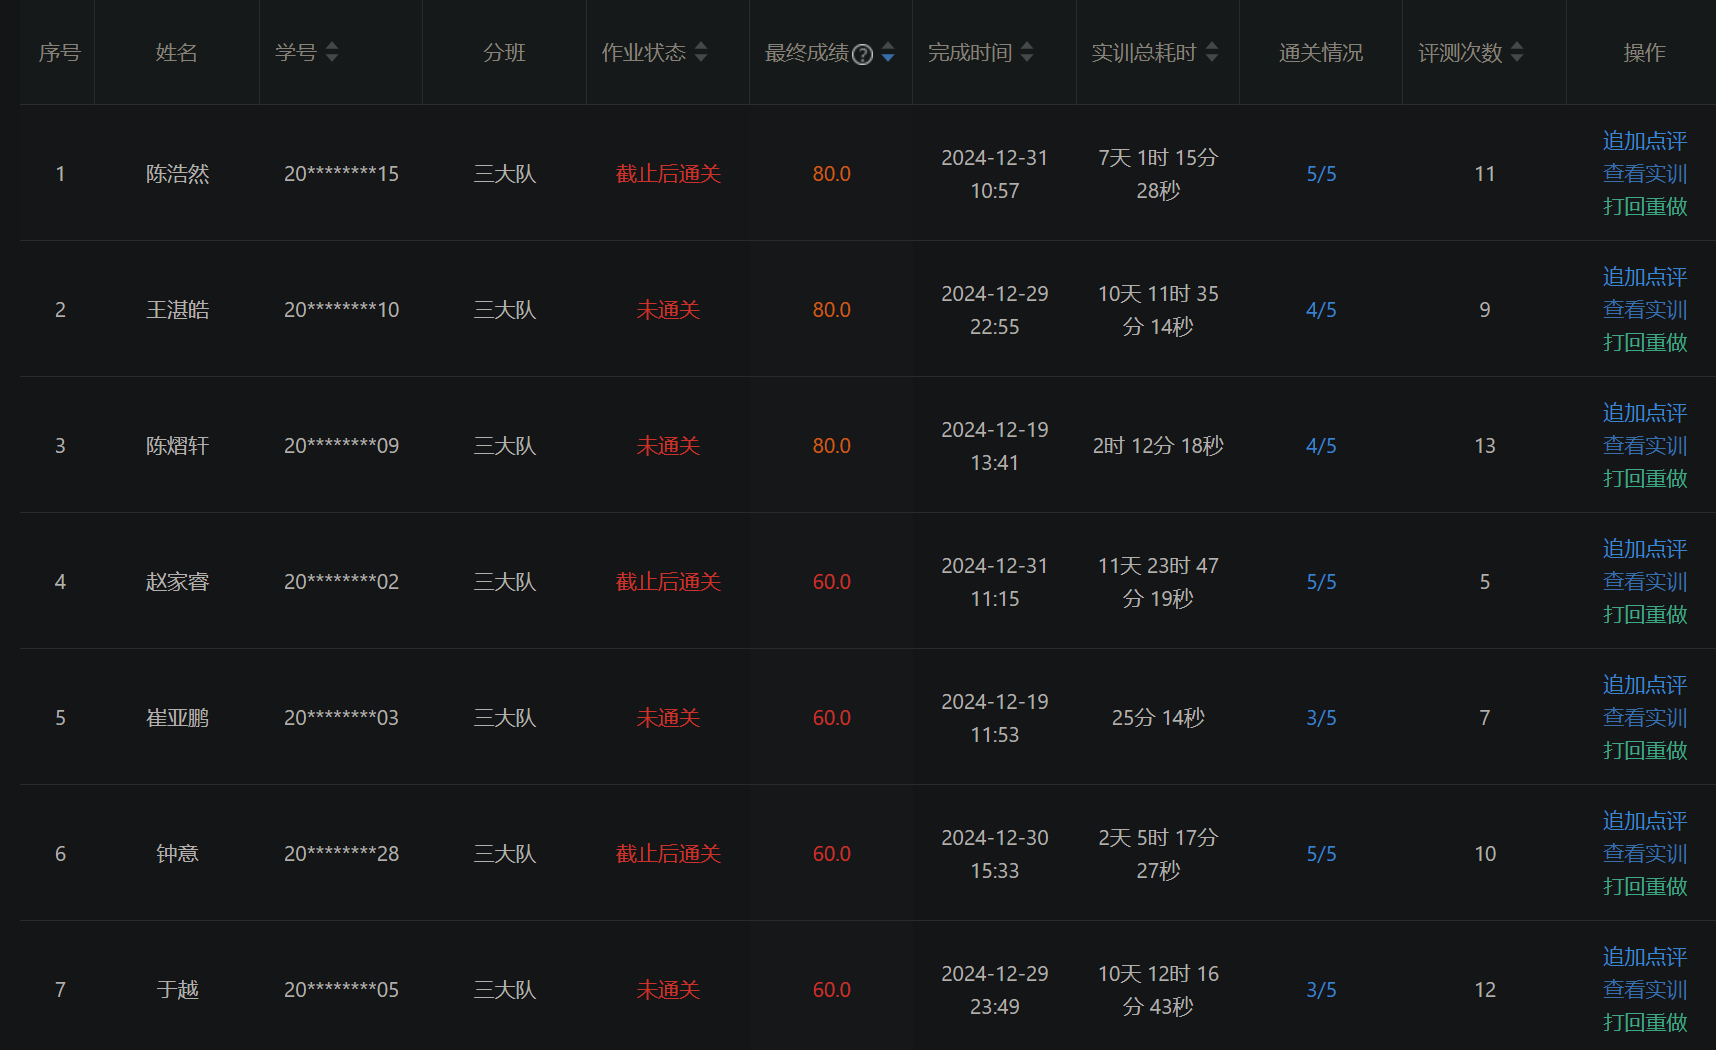 序号 姓名 学号 分班 作业状态 最终成绩? 完成时间 实训总耗时 通关情况 评测次数 操作
1 陈浩然 20********15 三大队 截止后通关 80.0 2024-12-31 10:57 7天 1时 15分 28秒 5/5 11 追加点评 查看实训 打回重做
2 王湛皓 20********10 三大队 未通关 80.0 2024-12-29 22:55 10天 11时 35分 14秒 4/5 9 追加点评 查看实训 打回重做
3 陈熠轩 20********09 三大队 未通关 80.0 2024-12-19 13:41 2时 12分 18秒 4/5 13 追加点评 查看实训 打回重做
4 赵家睿 20********02 三大队 截止后通关 60.0 2024-12-31 11:15 11天 23时 47分 19秒 5/5 5 追加点评 查看实训 打回重做
5 崔亚鹏 20********03 三大队 未通关 60.0 2024-12-19 11:53 25分 14秒 3/5 7 追加点评 查看实训 打回重做
6 钟意 20********28 三大队 截止后通关 60.0 2024-12-30 15:33 2天 5时 17分 27秒 5/5 10 追加点评 查看实训 打回重做
7 于越 20********05 三大队 未通关 60.0 2024-12-29 23:49 10天 12时 16分 43秒 3/5 12 追加点评 查看实训 打回重做